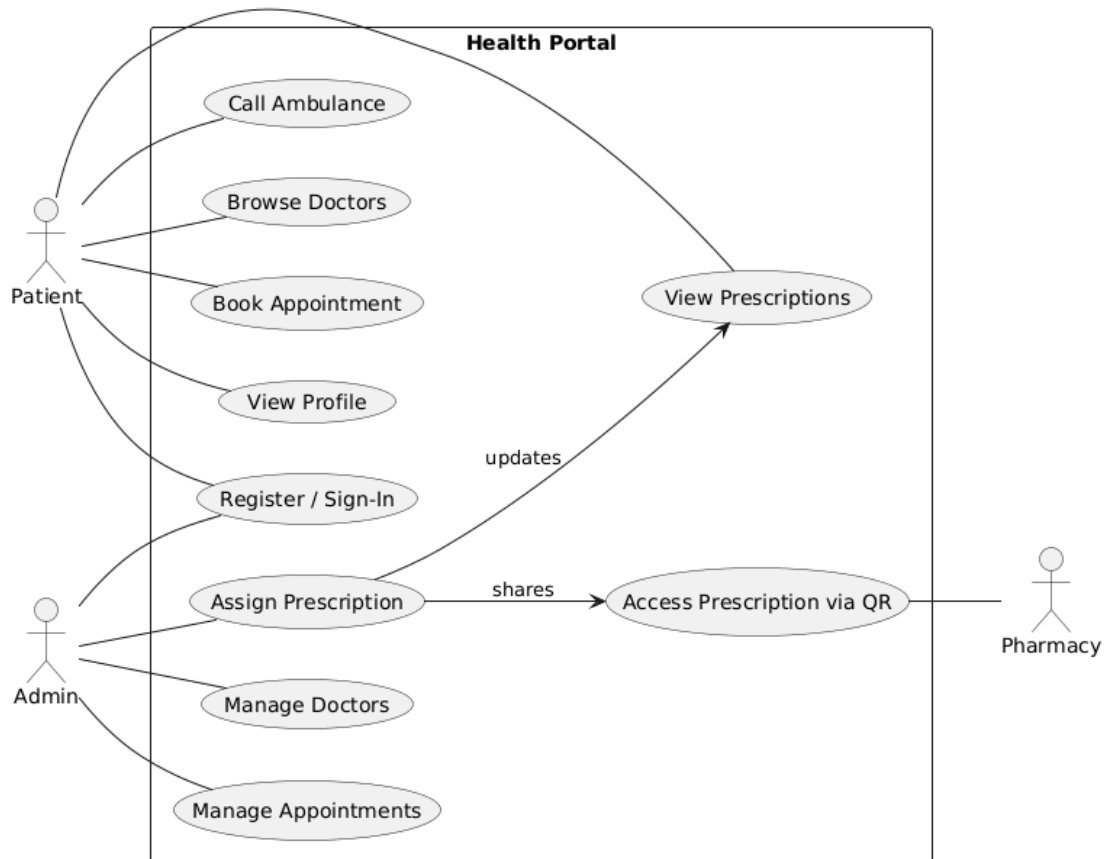 Health Portal
Call Ambulance
Browse Doctors
Patient
Book Appointment
View Prescriptions
View Profile
updates
Register / Sign-In
Assign Prescription
shares
Access Prescription via QR
Pharmacy
Admin
Manage Doctors
Manage Appointments